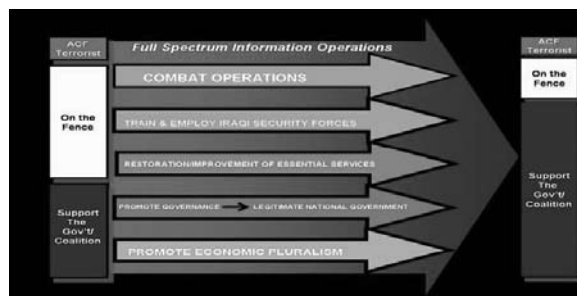 ACF
Terrorist
On the
Fence
Support
The
Gov't/
Coalition
Full Spectrum Information Operations
COMBAT OPERATIONS
TRAIN & EMPLOY IRAQI SECURITY FORCES
RESTORATION/IMPROVEMENT OF ESSENTIAL SERVICES
PROMOTE GOVERNANCE LEGITIMATE NATIONAL GOVERNMENT
PROMOTE ECONOMIC PLURALISM
ACF
Terrorist
On the
Fence
Support
The
Gov't/
Coalition